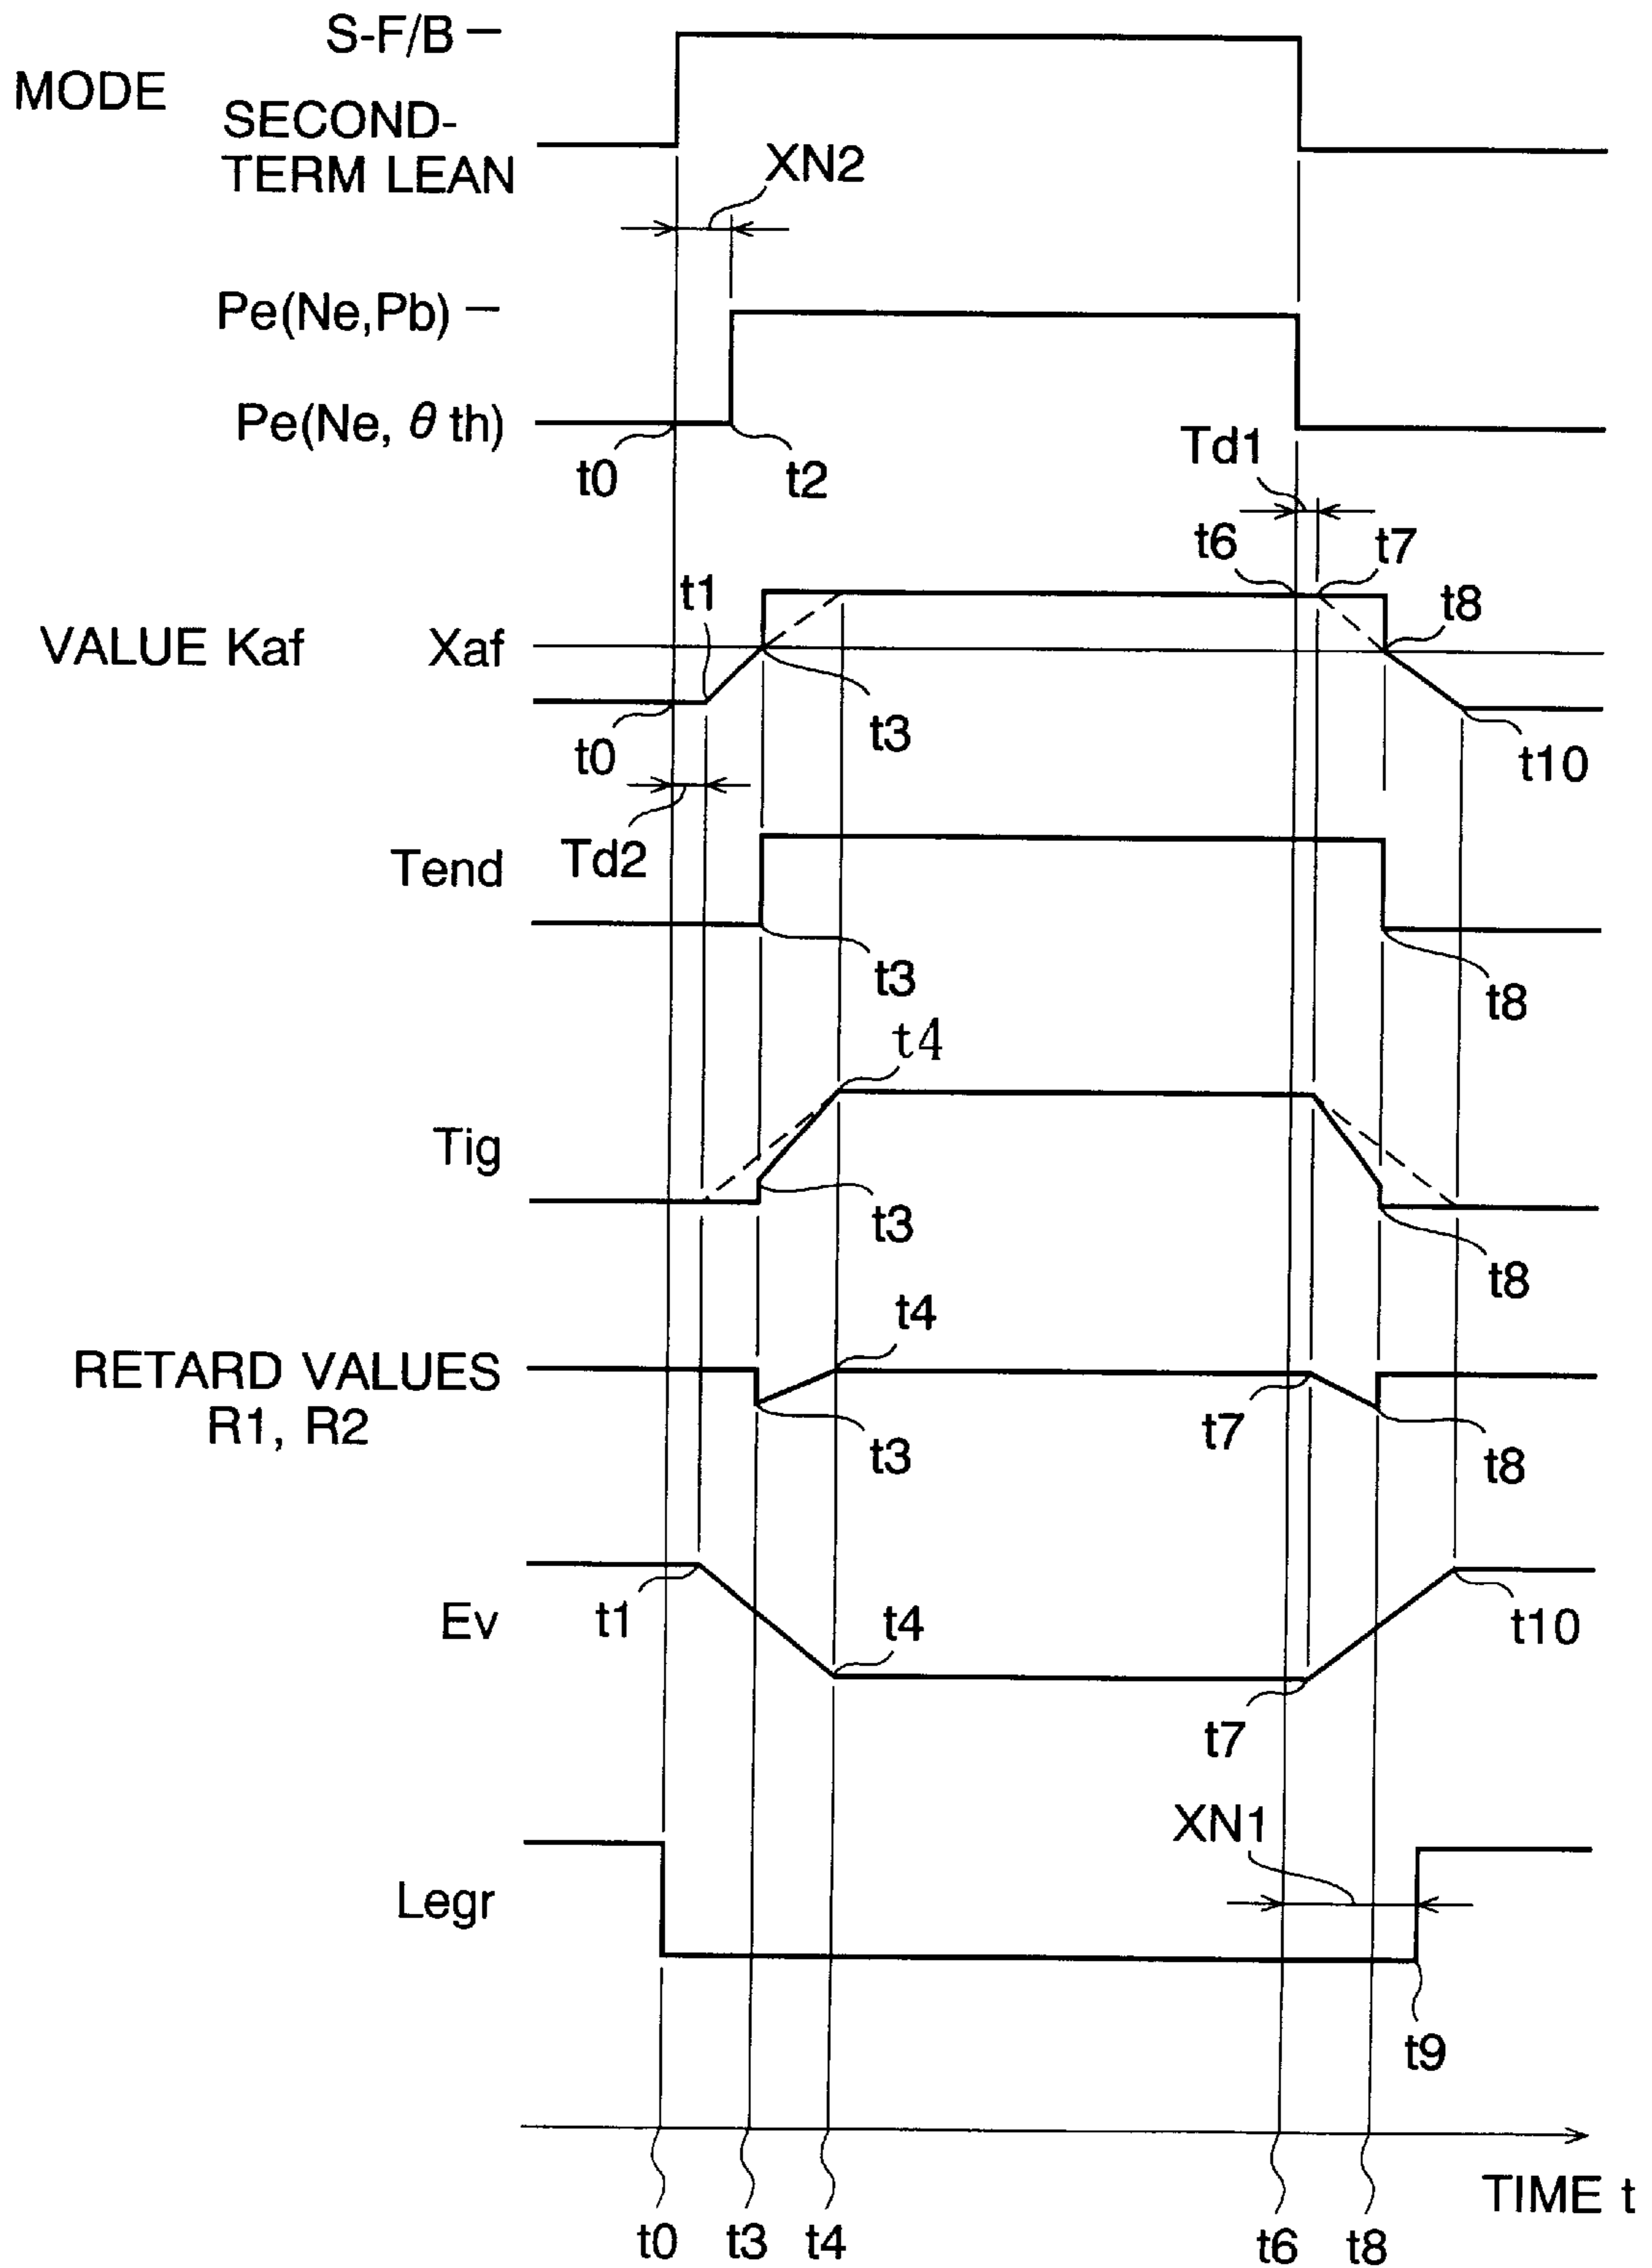 S-F/B
MODE
SECOND-
TERM LEAN
XN2
Pe(Ne,Pb)
Pe(Ne, θ th)
t0
t2
Td1
t6
t7
t1
t8
VALUE Kaf
Xaf
t3
t0
t10
Td2
Tend
t3
t8
t4
Tig
t3
t8
t4
RETARD VALUES
R1, R2
t7
t3
t8
t1
Ev
t4
t10
t7
XN1
Legr
t9
TIME t
t0
t3
t4
t6
t8